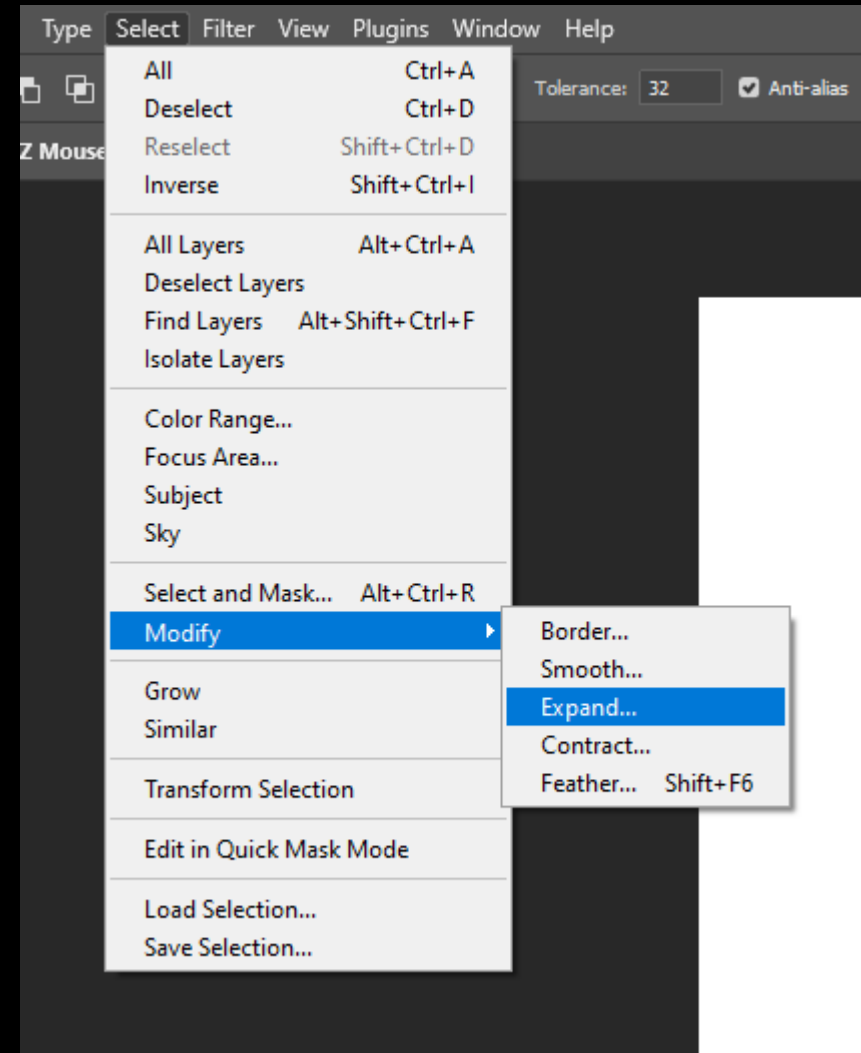 Type Select Filter View Plugins Window Help
Tolerance: 32 Anti-alias
Z Mouse
All Ctrl+A
Deselect Ctrl+D
Reselect Shift+Ctrl+D
Inverse Shift+Ctrl+I
All Layers Alt+Ctrl+A
Deselect Layers
Find Layers Alt+Shift+Ctrl+F
Isolate Layers
Color Range...
Focus Area...
Subject
Sky
Select and Mask... Alt+Ctrl+R
Modify
Border...
Smooth...
Expand...
Contract...
Feather... Shift+F6
Grow
Similar
Transform Selection
Edit in Quick Mask Mode
Load Selection...
Save Selection...